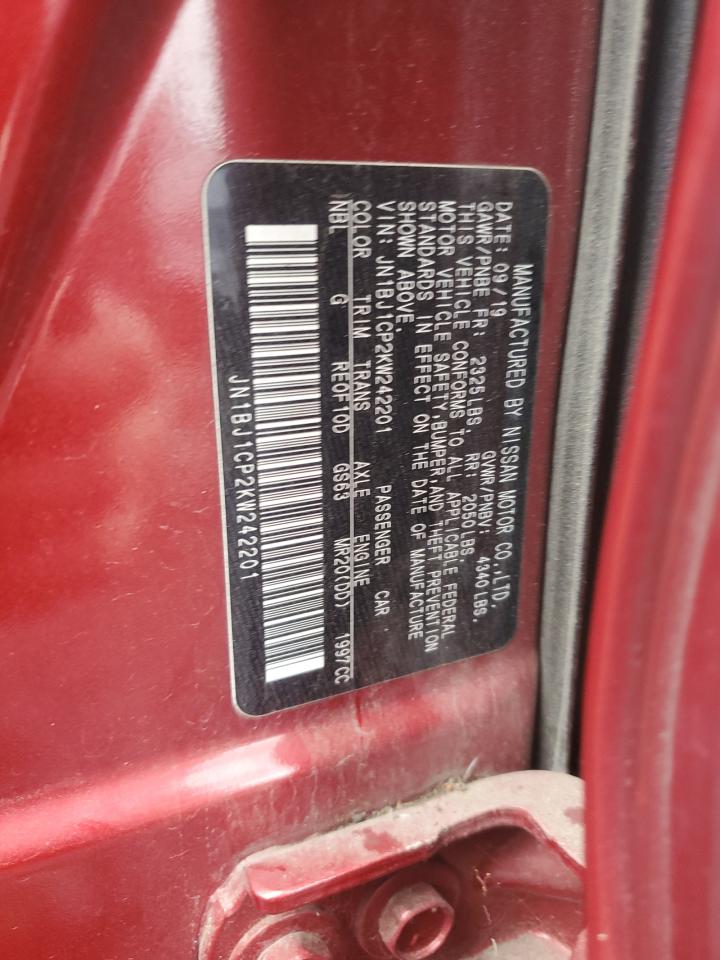 MANUFACTURED BY NISSAN MOTOR CO.,LTD.
DATE: 09/19 GVWR/PNBV: 4340LBS,
GAWR/PNBE FR: 2325LBS, RR: 2050LBS,
THIS VEHICLE CONFORMS TO ALL APPLICABLE FEDERAL
MOTOR VEHICLE SAFETY,BUMPER,AND THEFT PREVENTION
STANDARDS IN EFFECT ON THE DATE OF MANUFACTURE
SHOWN ABOVE.
VIN: JN1BJ1CP2KW242201 PASSENGER CAR
COLOR TRIM TRANS AXLE ENGINE
NBL G RE0F10D GS63 MR20(DD) 1997CC
JN1BJ1CP2KW242201